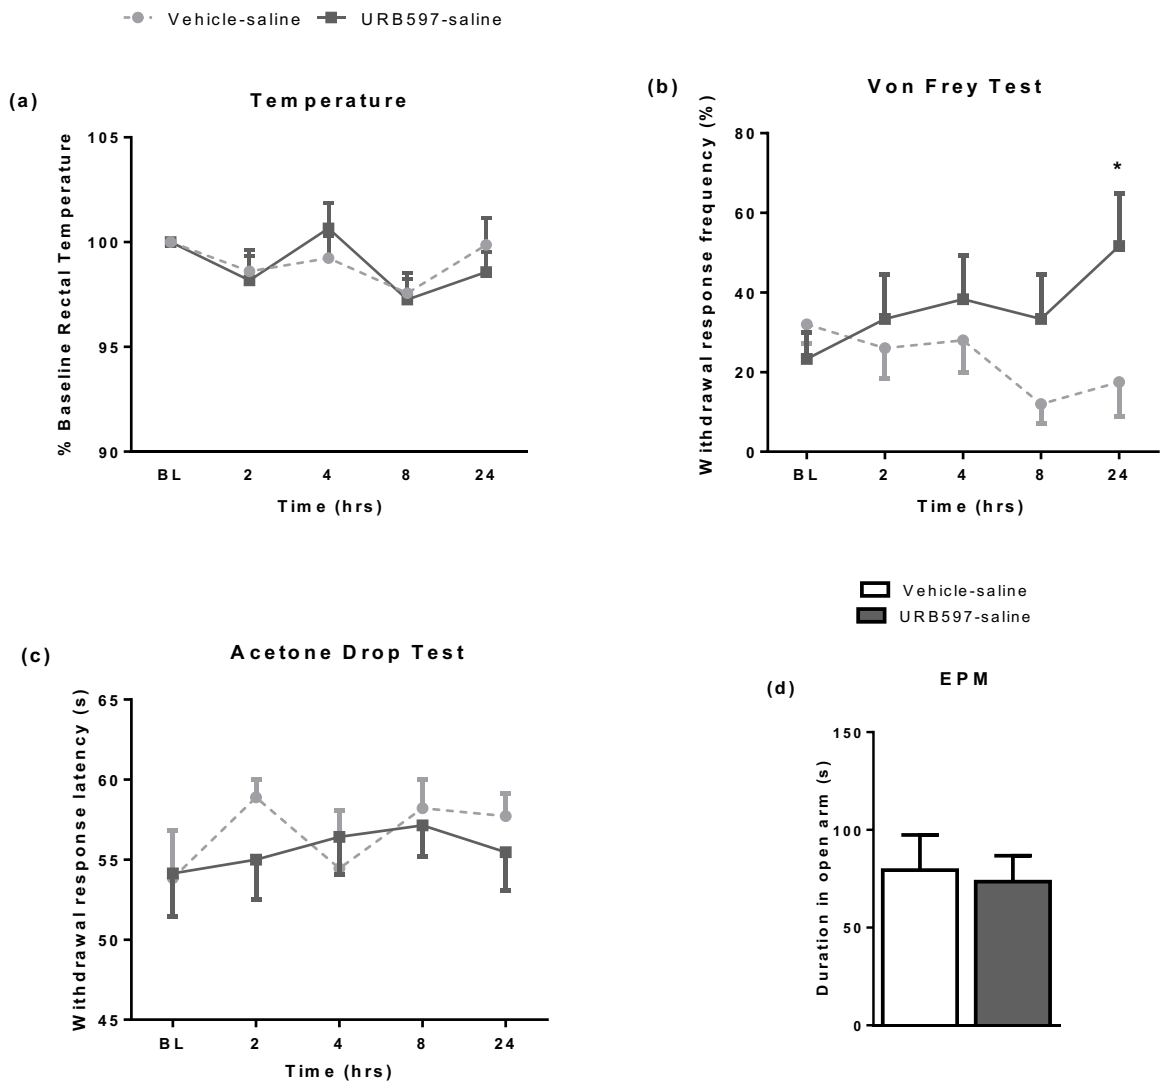 Vehicle-saline URB597-saline
(a)
Temperature
% Baseline Rectal Temperature
105
100
95
90
BL 2 4 8 24
Time (hrs)
(b)
Von Frey Test
Withdrawal response frequency (%)
80
60
40
20
0
*
BL 2 4 8 24
Time (hrs)
(c)
Acetone Drop Test
Withdrawal response latency (s)
65
60
55
50
45
BL 2 4 8 24
Time (hrs)
Vehicle-saline
URB597-saline
(d)
EPM
Duration in open arm (s)
150
100
50
0